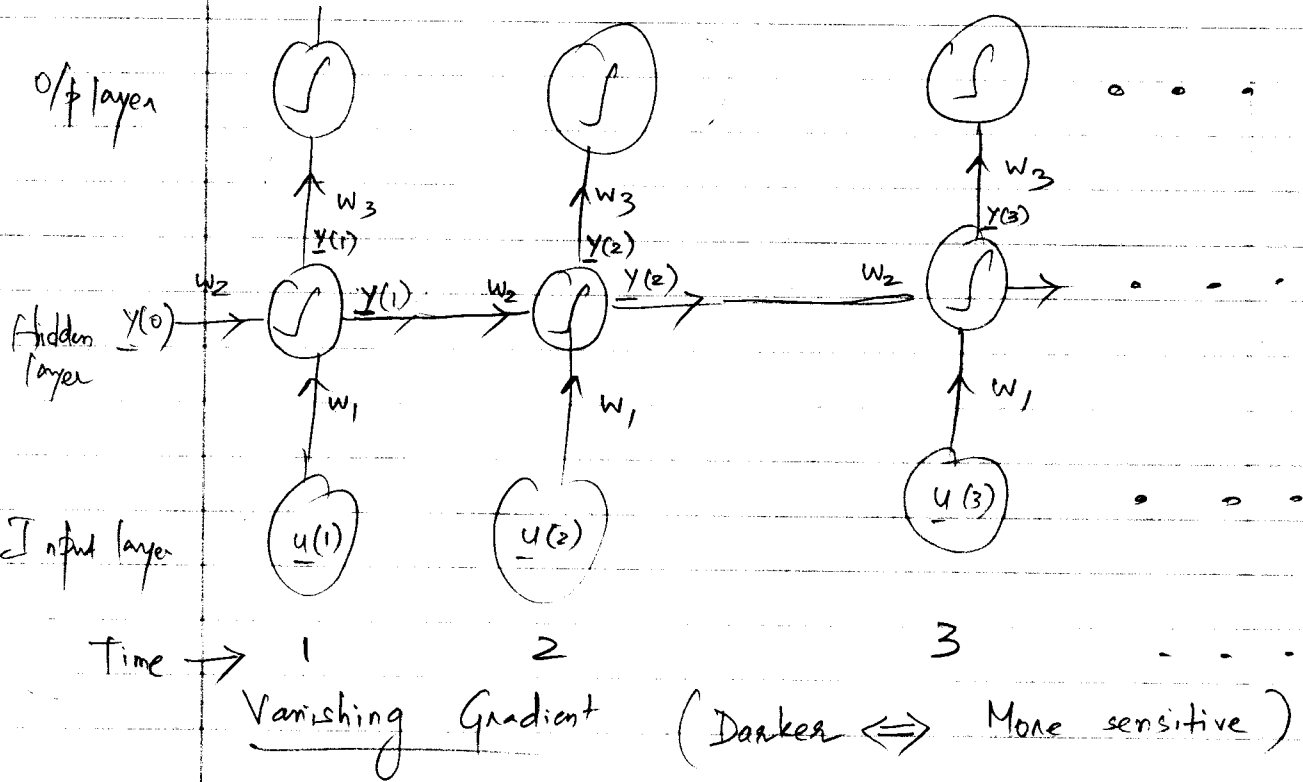 O/p layer
W3 W3 W3
Y(1) Y(2) Y(3)
W2 Y(1) W2 Y(2) W2
Hidden Y(0)
layer
W1 W1 W1
Input layer u(1) u(2) u(3)
Time → 1 2 3 . . .
Vanishing Gradient (Darker ⇔ More sensitive)